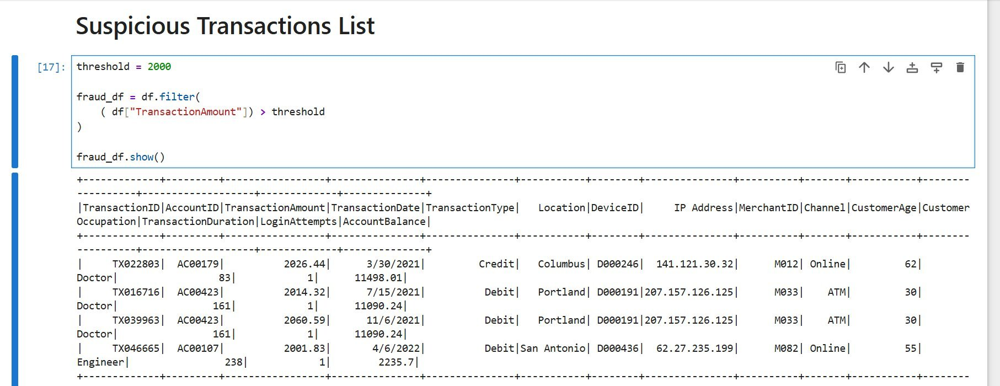 Suspicious Transactions List
[17]: threshold = 2000
fraud_df = df.filter(
    ( df["TransactionAmount"]) > threshold
)
fraud_df.show()
+-------------+---------+-----------------+---------------+---------------+-----------+--------+---------------+----------+-------+-----------+--------
----------+-------------------+-------------+--------------+
|TransactionID|AccountID|TransactionAmount|TransactionDate|TransactionType|   Location|DeviceID|     IP Address|MerchantID|Channel|CustomerAge|Customer
Occupation|TransactionDuration|LoginAttempts|AccountBalance|
+-------------+---------+-----------------+---------------+---------------+-----------+--------+---------------+----------+-------+-----------+--------
----------+-------------------+-------------+--------------+
|     TX022803|  AC00179|          2026.44|      3/30/2021|         Credit|   Columbus| D000246|  141.121.30.32|      M012| Online|         62|
Doctor|                 83|            1|      11498.01|
|     TX016716|  AC00423|          2014.32|      7/15/2021|          Debit|   Portland| D000191|207.157.126.125|      M033|    ATM|         30|
Doctor|                161|            1|      11090.24|
|     TX039963|  AC00423|          2060.59|      11/6/2021|          Debit|   Portland| D000191|207.157.126.125|      M033|    ATM|         30|
Doctor|                161|            1|      11090.24|
|     TX046665|  AC00107|          2001.83|       4/6/2022|          Debit|San Antonio| D000436|  62.27.235.199|      M082| Online|         55|
Engineer|                238|            1|        2235.7|
+-------------+---------+-----------------+---------------+---------------+-----------+--------+---------------+----------+-------+-----------+--------